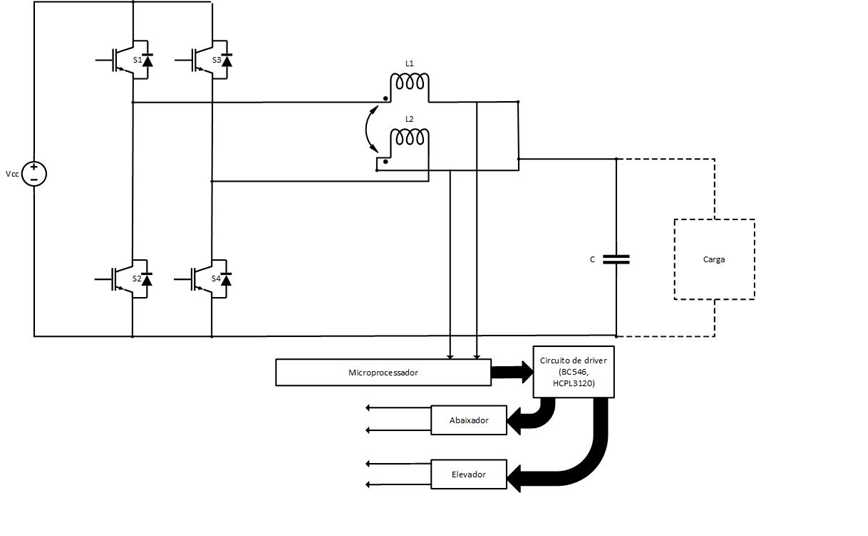 S1
S3
L1
L2
Vcc
+
−
C
Carga
S2
S4
Circuito de driver
(BC546,
HCPL3120)
Microprocessador
Abaixador
Elevador